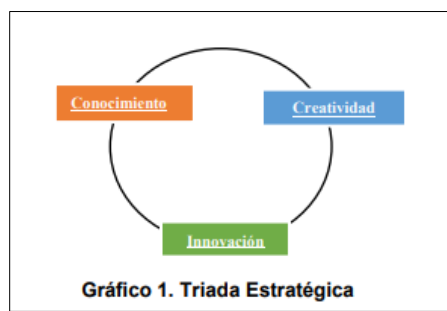 Conocimiento
Creatividad
Innovación
Gráfico 1. Triada Estratégica